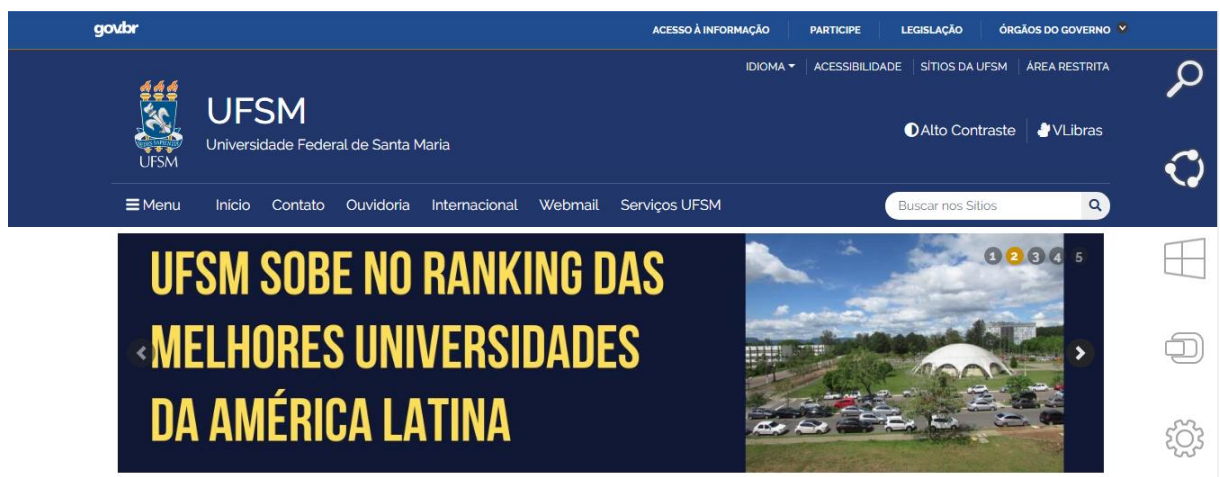 govbr
ACESSO À INFORMAÇÃO PARTICIPE LEGISLAÇÃO ÓRGÃOS DO GOVERNO
IDIOMA ACESSIBILIDADE SÍTIOS DA UFSM ÁREA RESTRITA
UFSM
Universidade Federal de Santa Maria
UFSM
Alto Contraste VLibras
Menu Início Contato Ouvidoria Internacional Webmail Serviços UFSM
Buscar nos Sítios
1 2 3 4 5
UFSM SOBE NO RANKING DAS
MELHORES UNIVERSIDADES
DA AMÉRICA LATINA